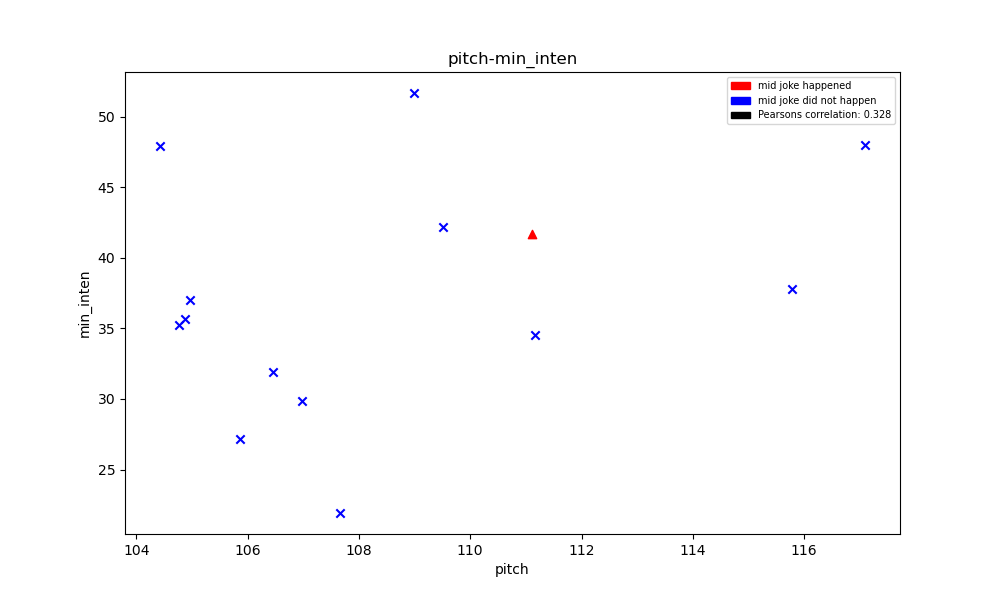 pitch-min_inten
mid joke happened
mid joke did not happen
Pearsons correlation: 0.328
50
45
40
35
30
25
min_inten
104 106 108 110 112 114 116
pitch